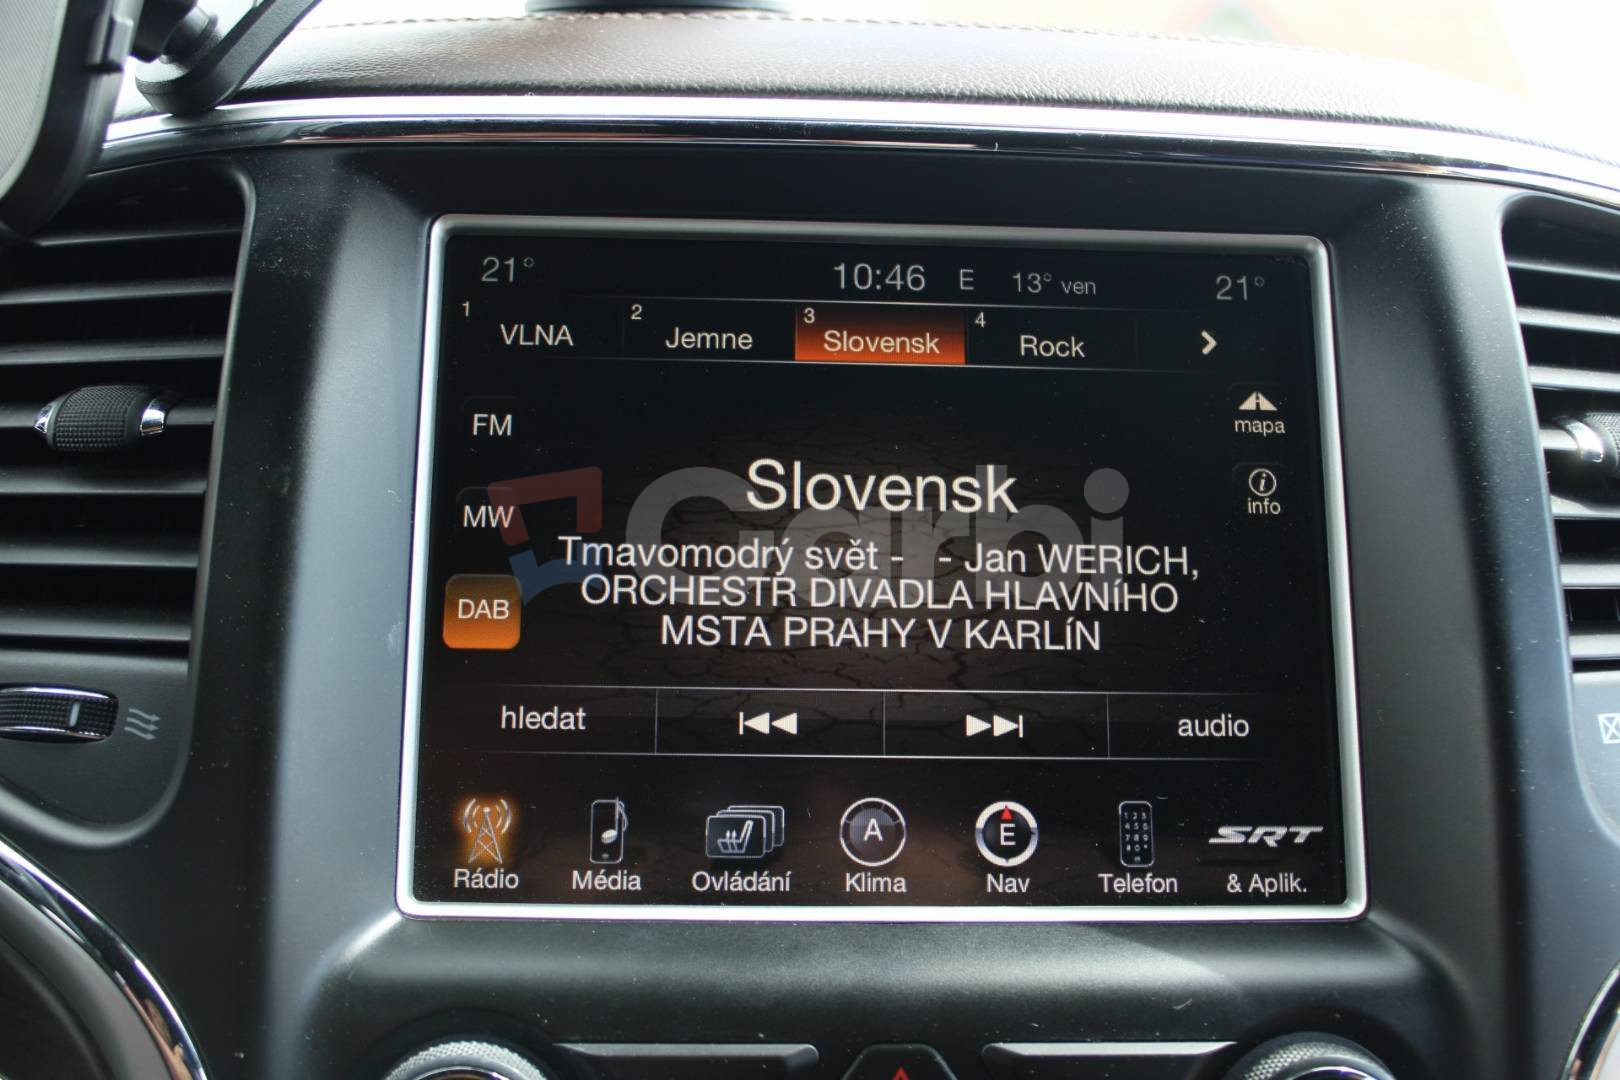 21° 10:46 E 13° ven 21°
1 VLNA 2 Jemne 3 Slovensk 4 Rock
FM
mapa
Slovensk
info
MW
Garbi
Tmavomodrý svět - - Jan WERICH,
ORCHESTR DIVADLA HLAVNÍHO
MSTA PRAHY V KARLÍN
DAB
hledat audio
A E
SRT
Rádio Média Ovládání Klima Nav Telefon & Aplik.